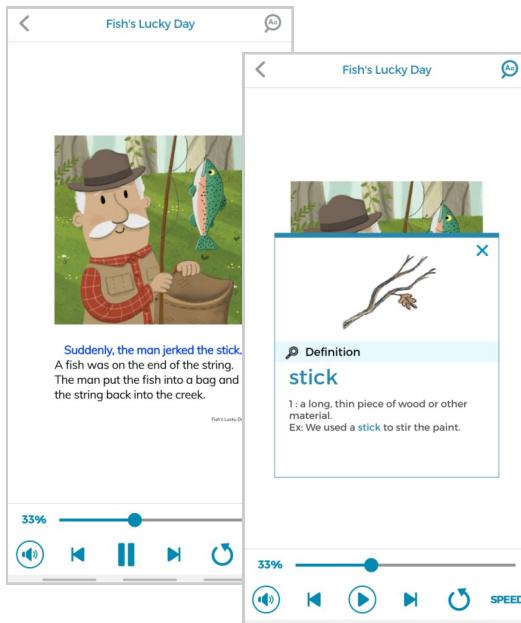 Fish's Lucky Day
Aa
Suddenly, the man jerked the stick.
A fish was on the end of the string.
The man put the fish into a bag and
the string back into the creek.
33%
Fish's Lucky Day
Aa
Definition
stick
1 : a long, thin piece of wood or other
material.
Ex: We used a stick to stir the paint.
33%
SPEED